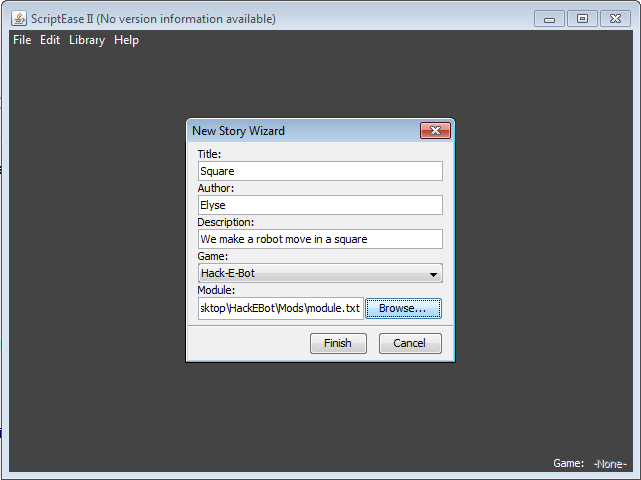 ScriptEase II (No version information available)
File Edit Library Help
New Story Wizard
Title:
Square
Author:
Elyse
Description:
We make a robot move in a square
Game:
Hack-E-Bot
Module:
sktop\HackEBot\Mods\module.txt Browse...
Finish Cancel
Game: -None-